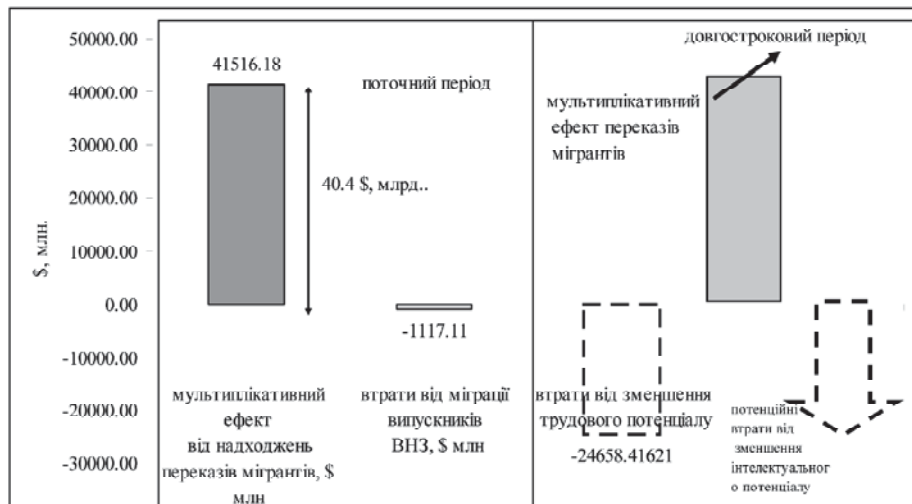 $, млн.
50000.00
40000.00
30000.00
20000.00
10000.00
0.00
-10000.00
-20000.00
-30000.00
41516.18
поточний період
40.4 $, млрд..
-1117.11
мультиплікативний
ефект
від надходжень
переказів мігрантів, $
млн
втрати від міграції
випускників
ВНЗ, $ млн
довгостроковий період
мультиплікативний
ефект переказів
мігрантів
втрати від зменшення
трудового потенціалу
-24658.41621
потенційні
втрати від
зменшення
інтелектуальног
о потенціалу